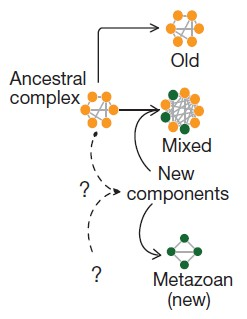 Old
Ancestral
complex
Mixed
New
? components
?
Metazoan
(new)